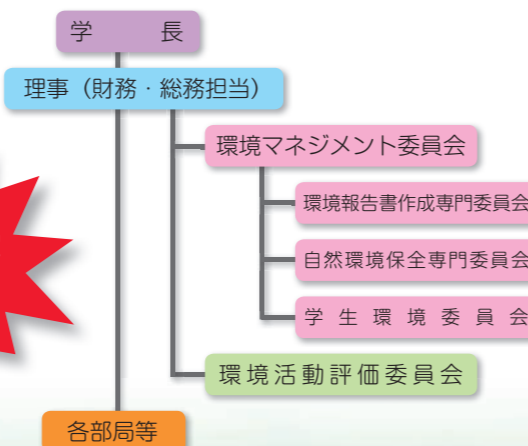 学長
理事（財務・総務担当）
環境マネジメント委員会
環境報告書作成専門委員会
自然環境保全専門委員会
学生環境委員会
環境活動評価委員会
各部局等